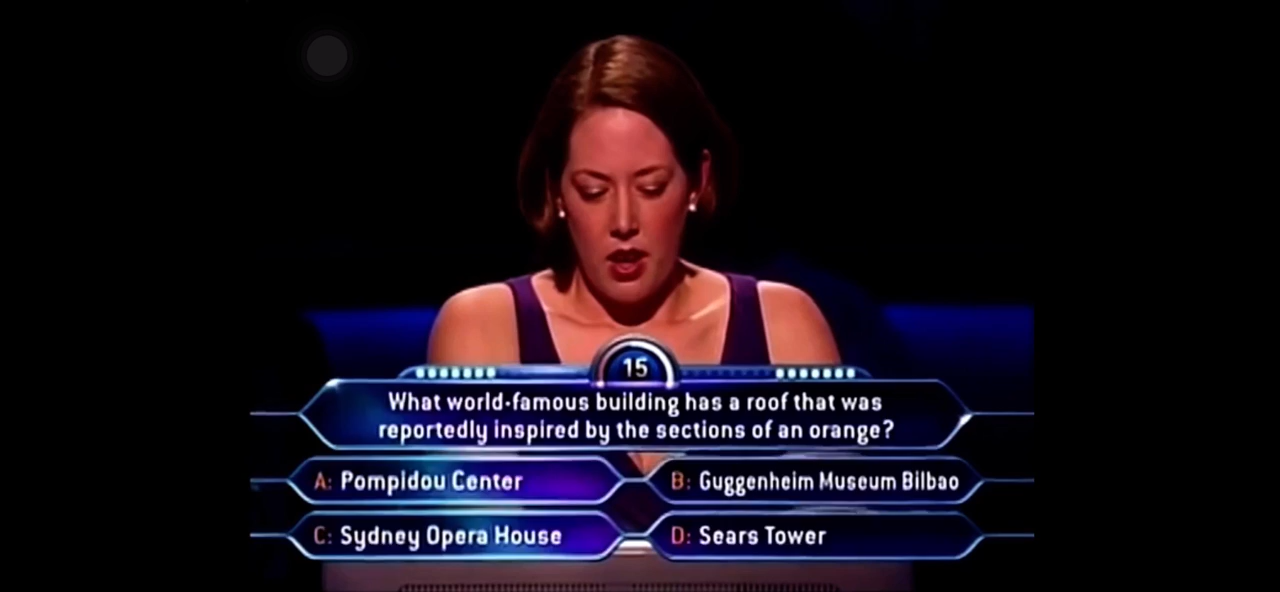 15
What world-famous building has a roof that was
reportedly inspired by the sections of an orange?
A: Pompidou Center
B: Guggenheim Museum Bilbao
C: Sydney Opera House
D: Sears Tower